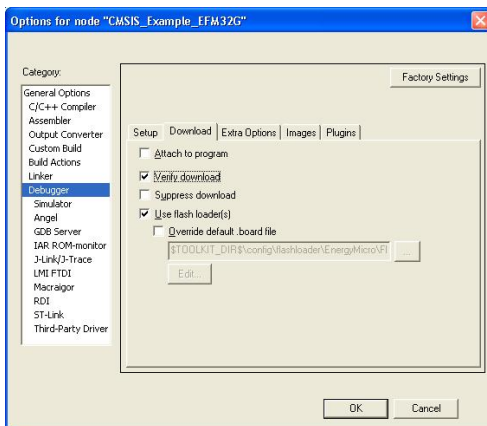 Options for node "CMSIS_Example_EFM32G"
Category:
General Options
C/C++ Compiler
Assembler
Output Converter
Custom Build
Build Actions
Linker
Debugger
Simulator
Angel
GDB Server
IAR ROM-monitor
J-Link/J-Trace
LMI FTDI
Macraigor
RDI
ST-Link
Third-Party Driver
Factory Settings
Setup Download Extra Options Images Plugins
Attach to program
Verify download
Suppress download
Use flash loader(s)
Override default .board file
$TOOLKIT_DIR$\config\flashloader\EnergyMicro\Fl
...
Edit...
OK Cancel